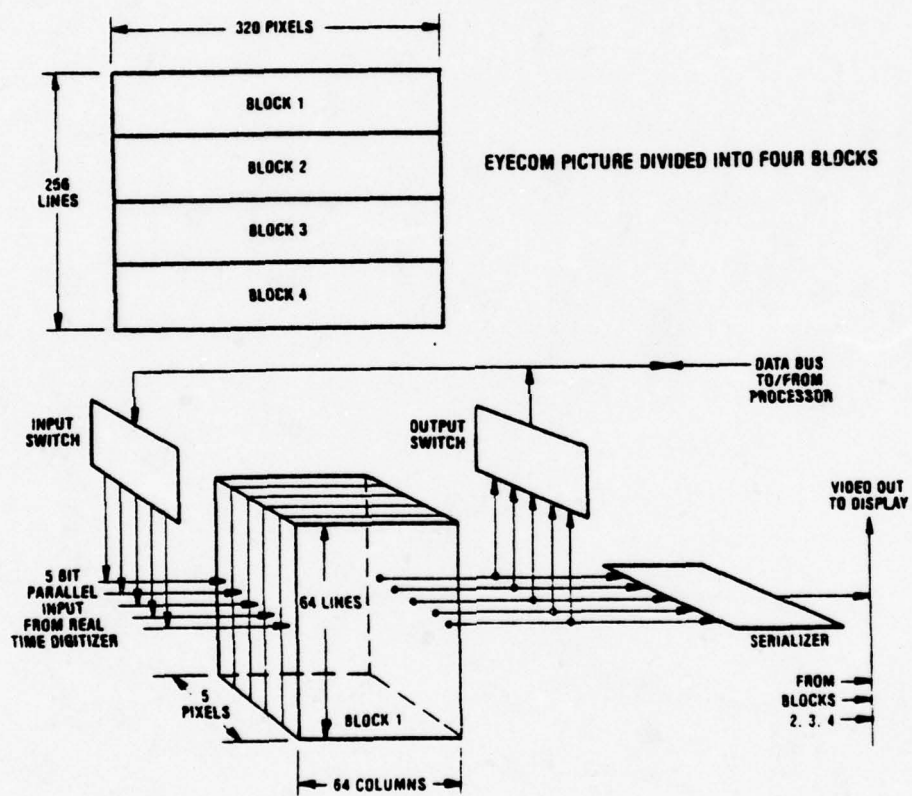 320 PIXELS
256
LINES
BLOCK 1
BLOCK 2
BLOCK 3
BLOCK 4
EYECOM PICTURE DIVIDED INTO FOUR BLOCKS
DATA BUS
TO/FROM
PROCESSOR
INPUT
SWITCH
OUTPUT
SWITCH
VIDEO OUT
TO DISPLAY
5 BIT
PARALLEL
INPUT
FROM REAL
TIME DIGITIZER
64 LINES
SERIALIZER
5
PIXELS
BLOCK 1
FROM
BLOCKS
2. 3. 4
64 COLUMNS